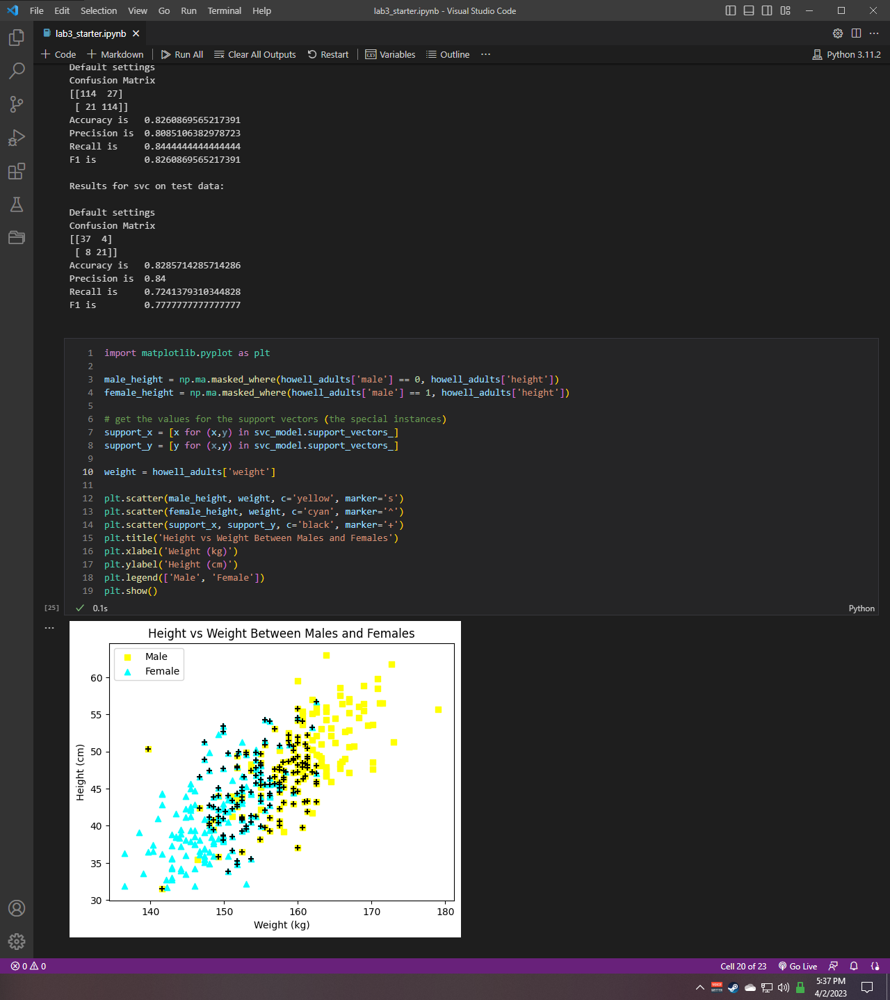 File Edit Selection View Go Run Terminal Help
lab3_starter.ipynb - Visual Studio Code
lab3_starter.ipynb
Code Markdown Run All Clear All Outputs Restart Variables Outline ··· Python 3.11.2
Default settings
Confusion Matrix
[[114  27]
 [ 21 114]]
Accuracy is   0.8260869565217391
Precision is  0.8085106382978723
Recall is     0.8444444444444444
F1 is         0.8260869565217391
Results for svc on test data:
Default settings
Confusion Matrix
[[37  4]
 [ 8 21]]
Accuracy is   0.8285714285714286
Precision is  0.84
Recall is     0.7241379310344828
F1 is         0.7777777777777777
1 import matplotlib.pyplot as plt
2
3 male_height = np.ma.masked_where(howell_adults['male'] == 0, howell_adults['height'])
4 female_height = np.ma.masked_where(howell_adults['male'] == 1, howell_adults['height'])
5
6 # get the values for the support vectors (the special instances)
7 support_x = [x for (x,y) in svc_model.support_vectors_]
8 support_y = [y for (x,y) in svc_model.support_vectors_]
9
10 weight = howell_adults['weight']
11
12 plt.scatter(male_height, weight, c='yellow', marker='s')
13 plt.scatter(female_height, weight, c='cyan', marker='^')
14 plt.scatter(support_x, support_y, c='black', marker='+')
15 plt.title('Height vs Weight Between Males and Females')
16 plt.xlabel('Weight (kg)')
17 plt.ylabel('Height (cm)')
18 plt.legend(['Male', 'Female'])
19 plt.show()
[25] 0.1s Python
Height vs Weight Between Males and Females
Male
Female
60
55
50
45
40
35
30
Height (cm)
140 150 160 170 180
Weight (kg)
0 0 Cell 20 of 23 Go Live
5:37 PM
4/2/2023